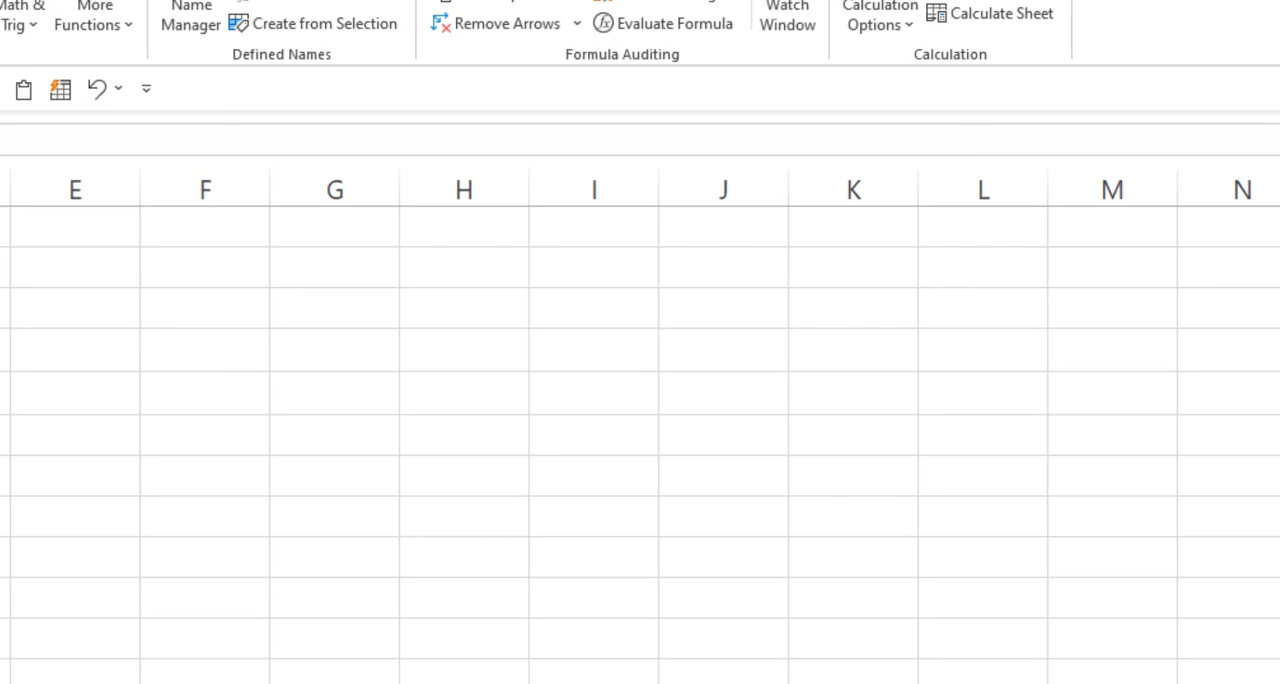 Math & More Name Watch Calculation
Trig Functions Manager Create from Selection Remove Arrows Evaluate Formula Window Options Calculate Sheet
Defined Names Formula Auditing Calculation
E F G H I J K L M N